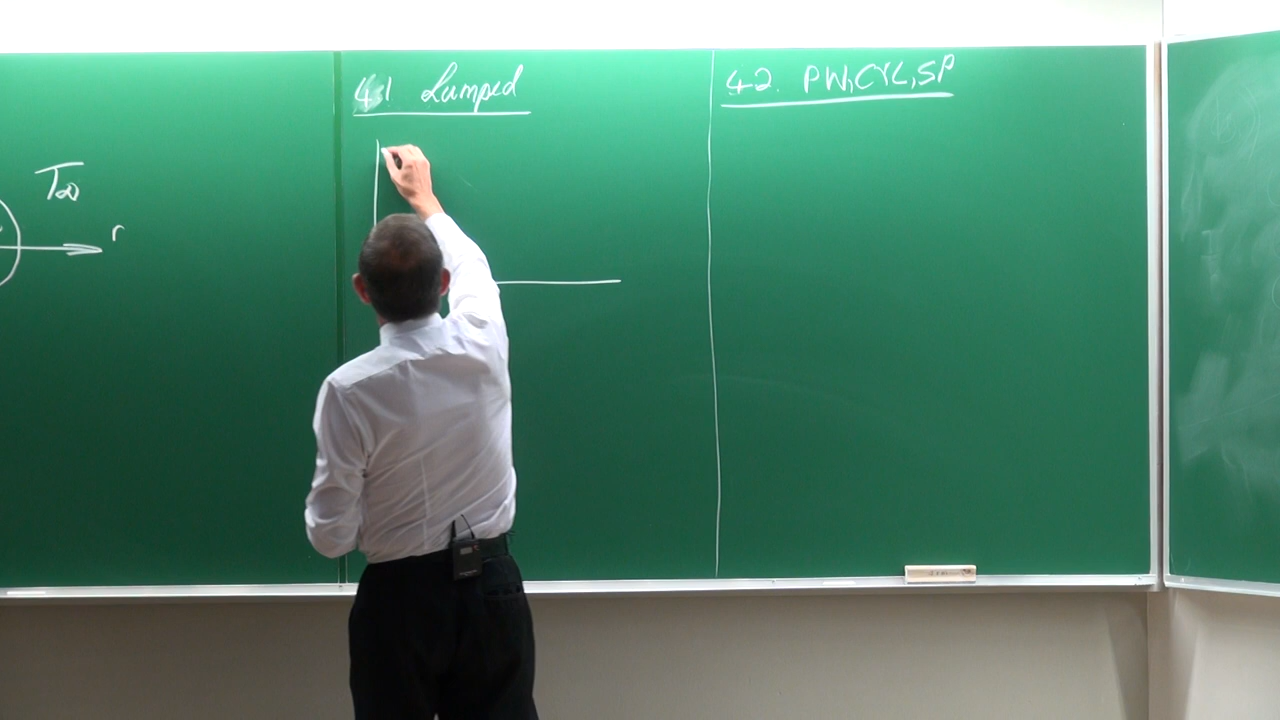 T∞
r
4.1 Lumped
4.2. PW, CYL, SP